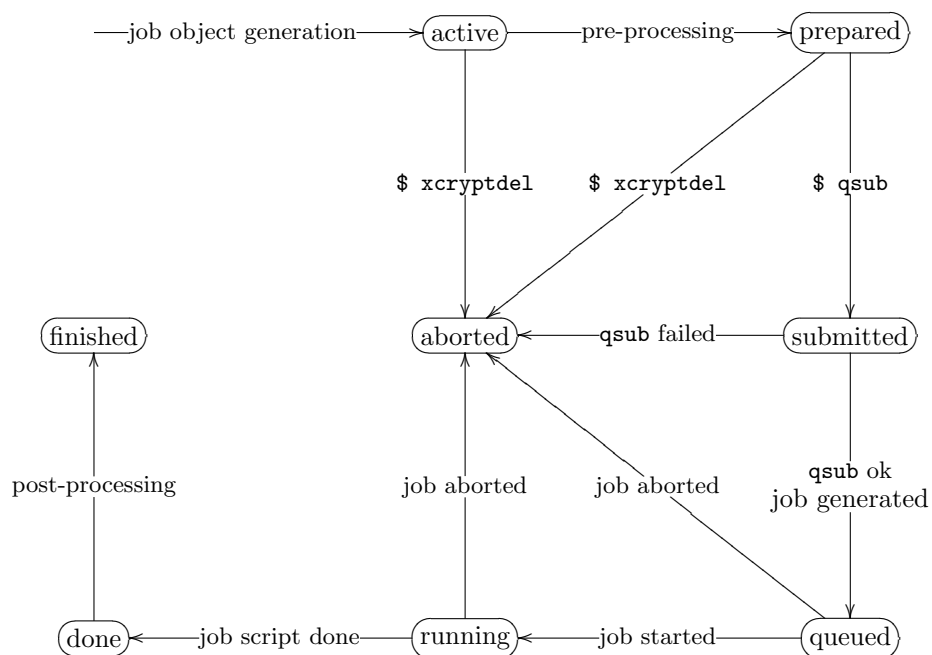 job object generation
active
pre-processing
prepared
$ xcryptdel
$ xcryptdel
$ qsub
finished
aborted
qsub failed
submitted
post-processing
job aborted
job aborted
qsub ok
job generated
done
job script done
running
job started
queued